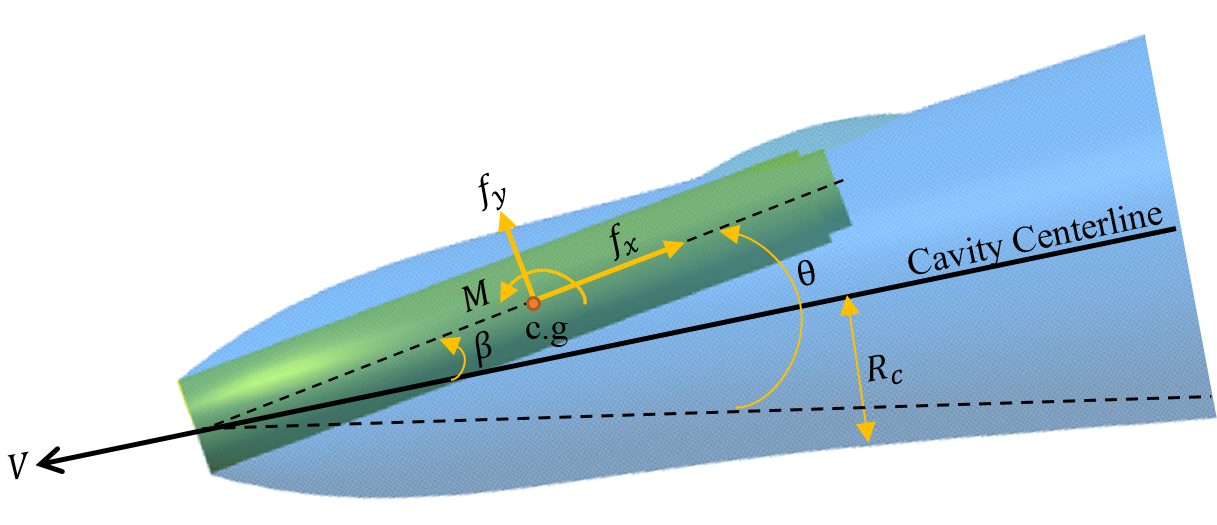 f_y
f_x
M
c.g
β
θ
Cavity Centerline
R_c
V